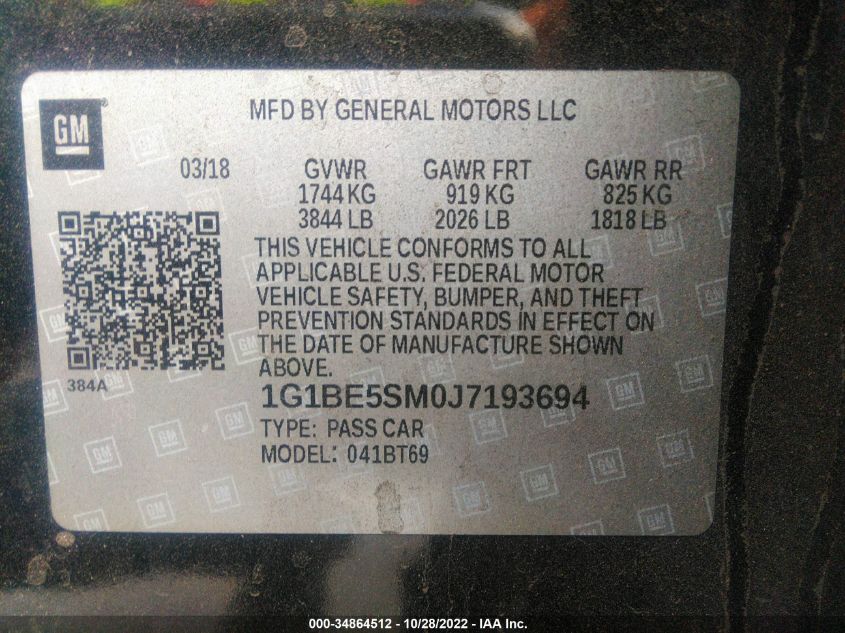 GM
MFD BY GENERAL MOTORS LLC
03/18 GVWR GAWR FRT GAWR RR
1744 KG 919 KG 825 KG
3844 LB 2026 LB 1818 LB
THIS VEHICLE CONFORMS TO ALL
APPLICABLE U.S. FEDERAL MOTOR
VEHICLE SAFETY, BUMPER, AND THEFT
PREVENTION STANDARDS IN EFFECT ON
THE DATE OF MANUFACTURE SHOWN
ABOVE.
384A
1G1BE5SM0J7193694
TYPE: PASS CAR
MODEL: 041BT69
000-34864512 - 10/28/2022 - IAA Inc.